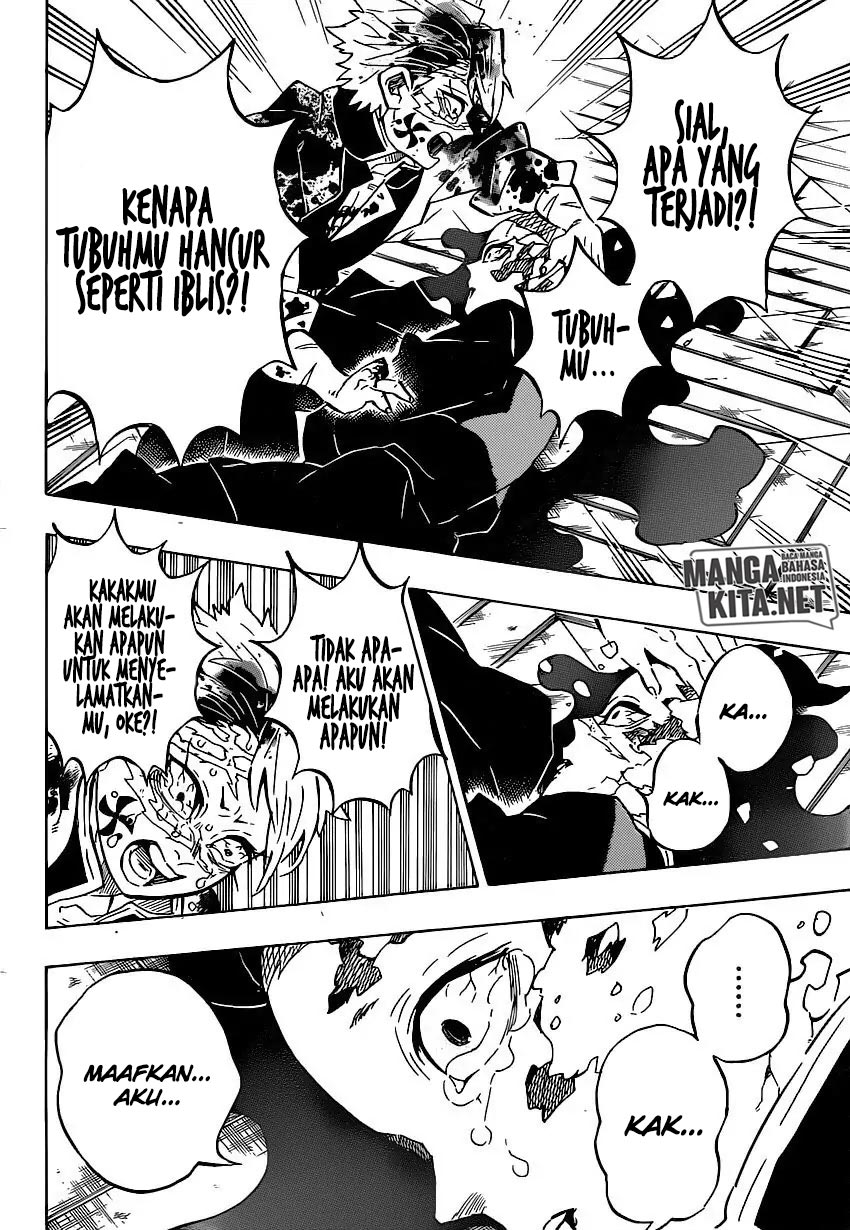 SIAL,
APA YANG
TERJADI?!
TUBUH-
MU...
KENAPA
TUBUHMU HANCUR
SEPERTI IBLIS?!
MANGA
KITA.NET
BACA MANGA
BAHASA
INDONESIA
KA...
KAK...
TIDAK APA-
APA! AKU AKAN
MELAKUKAN
APAPUN!
KAKAKMU
AKAN MELAKU-
KAN APAPUN
UNTUK MENYE-
LAMATKAN-
MU, OKE?!
......
KAK...
MAAFKAN...
AKU...